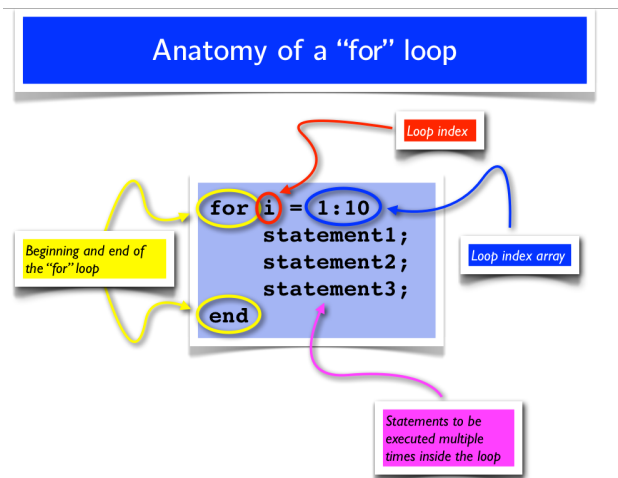 Anatomy of a “for” loop
Loop index
for i = 1:10
statement1;
statement2;
statement3;
end
Beginning and end of
the “for” loop
Loop index array
Statements to be
executed multiple
times inside the loop